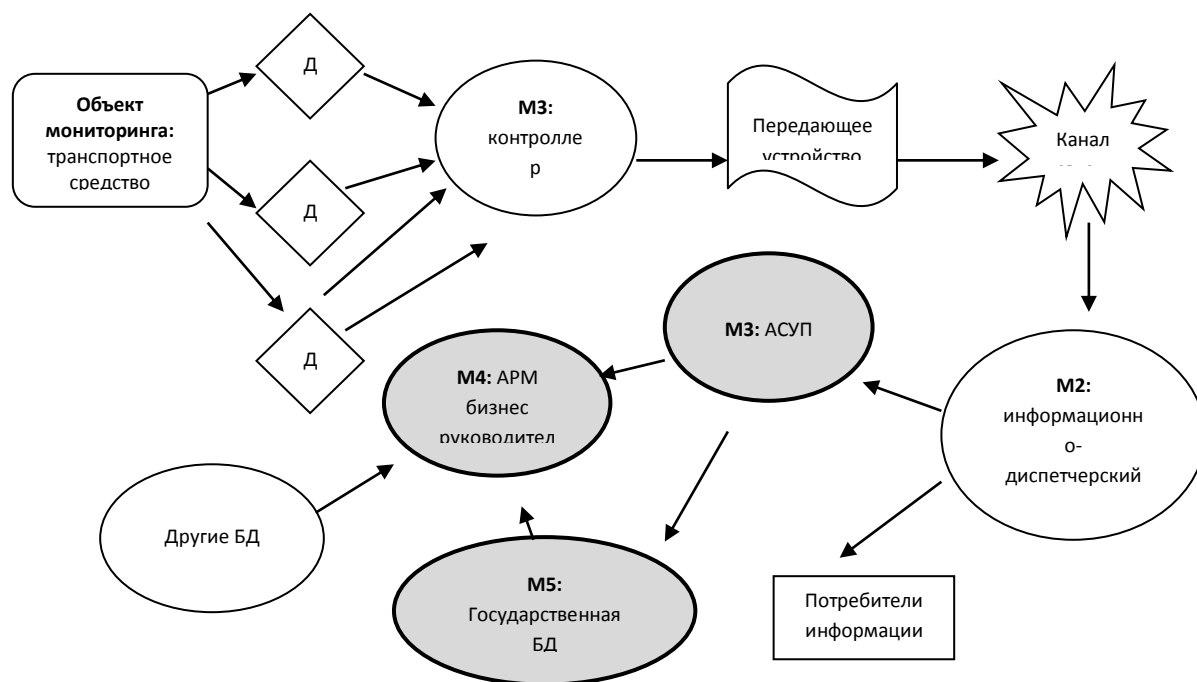 Объект
мониторинга:
транспортное
средство
Д
Д
Д
М3:
контролле
р
Передающее
устройство
Канал
М3: АСУП
М4: АРМ
бизнес
руководител
М2:
информационн
о-
диспетчерский
Другие БД
М5:
Государственная
БД
Потребители
информации